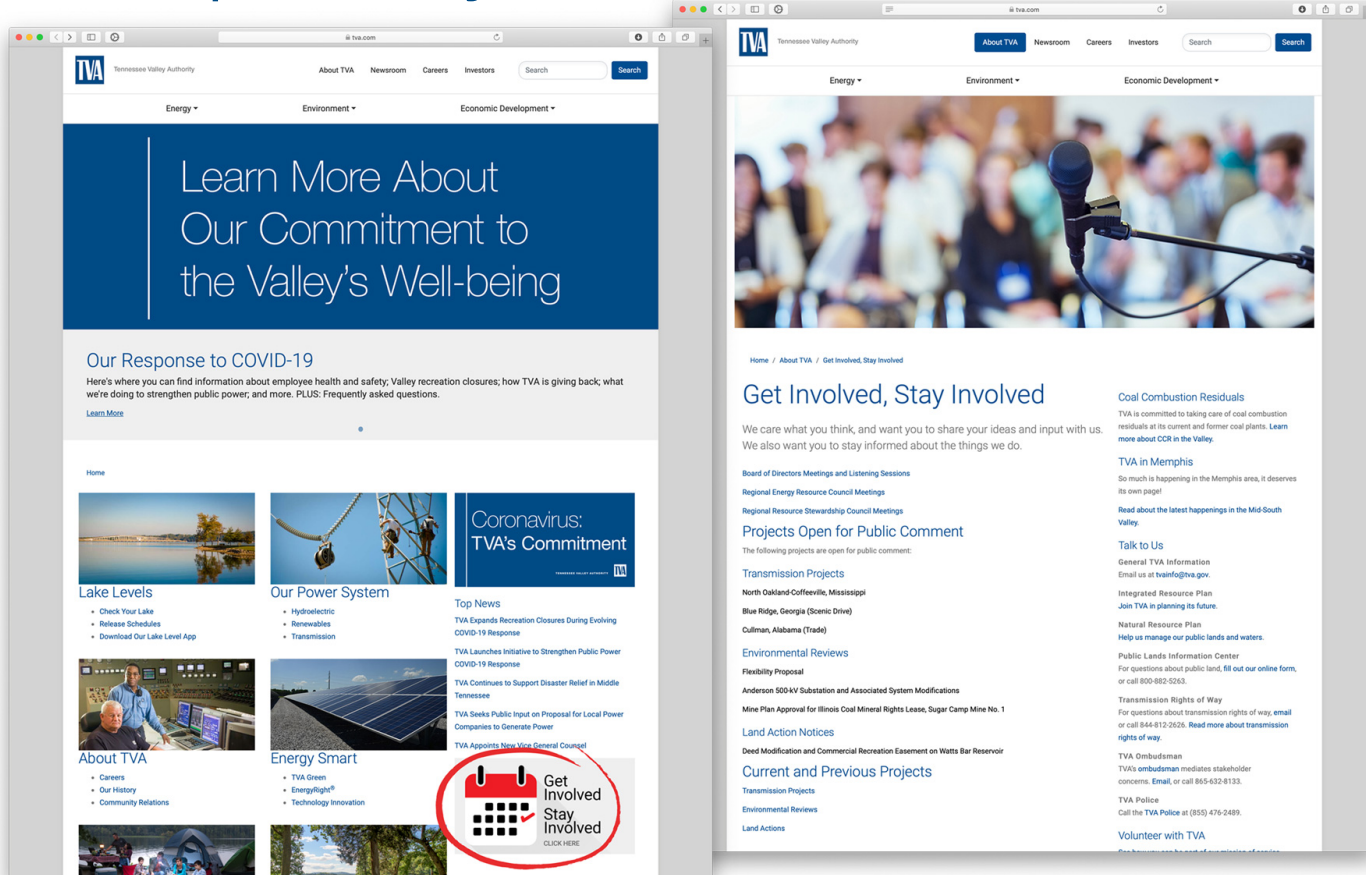 tva.com
TVA
Tennessee Valley Authority
About TVA
Newsroom
Careers
Investors
Search
Search
Energy
Environment
Economic Development
Learn More About
Our Commitment to
the Valley's Well-being
Our Response to COVID-19
Here's where you can find information about employee health and safety; Valley recreation closures; how TVA is giving back; what
we're doing to strengthen public power; and more. PLUS: Frequently asked questions.
Learn More
Home
Lake Levels
• Check Your Lake
• Release Schedules
• Download Our Lake Level App
Our Power System
• Hydroelectric
• Renewables
• Transmission
Coronavirus:
TVA's Commitment
TENNESSEE VALLEY AUTHORITY
TVA
Top News
TVA Expands Recreation Closures During Evolving
COVID-19 Response
TVA Launches Initiative to Strengthen Public Power
COVID-19 Response
TVA Continues to Support Disaster Relief in Middle
Tennessee
TVA Seeks Public Input on Proposal for Local Power
Companies to Generate Power
TVA Appoints New Vice General Counsel
About TVA
• Careers
• Our History
• Community Relations
Energy Smart
• TVA Green
• EnergyRight®
• Technology Innovation
Get
Involved
Stay
Involved
CLICK HERE
tva.com
TVA
Tennessee Valley Authority
About TVA
Newsroom
Careers
Investors
Search
Search
Energy
Environment
Economic Development
Home / About TVA / Get Involved, Stay Involved
Get Involved, Stay Involved
We care what you think, and want you to share your ideas and input with us.
We also want you to stay informed about the things we do.
Board of Directors Meetings and Listening Sessions
Regional Energy Resource Council Meetings
Regional Resource Stewardship Council Meetings
Projects Open for Public Comment
The following projects are open for public comment:
Transmission Projects
North Oakland-Coffeeville, Mississippi
Blue Ridge, Georgia (Scenic Drive)
Cullman, Alabama (Trade)
Environmental Reviews
Flexibility Proposal
Anderson 500-kV Substation and Associated System Modifications
Mine Plan Approval for Illinois Coal Mineral Rights Lease, Sugar Camp Mine No. 1
Land Action Notices
Deed Modification and Commercial Recreation Easement on Watts Bar Reservoir
Current and Previous Projects
Transmission Projects
Environmental Reviews
Land Actions
Coal Combustion Residuals
TVA is committed to taking care of coal combustion
residuals at its current and former coal plants. Learn
more about CCR in the Valley.
TVA in Memphis
So much is happening in the Memphis area, it deserves
its own page!
Read about the latest happenings in the Mid-South
Valley.
Talk to Us
General TVA Information
Email us at tvainfo@tva.gov.
Integrated Resource Plan
Join TVA in planning its future.
Natural Resource Plan
Help us manage our public lands and waters.
Public Lands Information Center
For questions about public land, fill out our online form,
or call 800-882-5263.
Transmission Rights of Way
For questions about transmission rights of way, email
or call 844-812-2626. Read more about transmission
rights of way.
TVA Ombudsman
TVA's ombudsman mediates stakeholder
concerns. Email, or call 865-632-8133.
TVA Police
Call the TVA Police at (855) 476-2489.
Volunteer with TVA